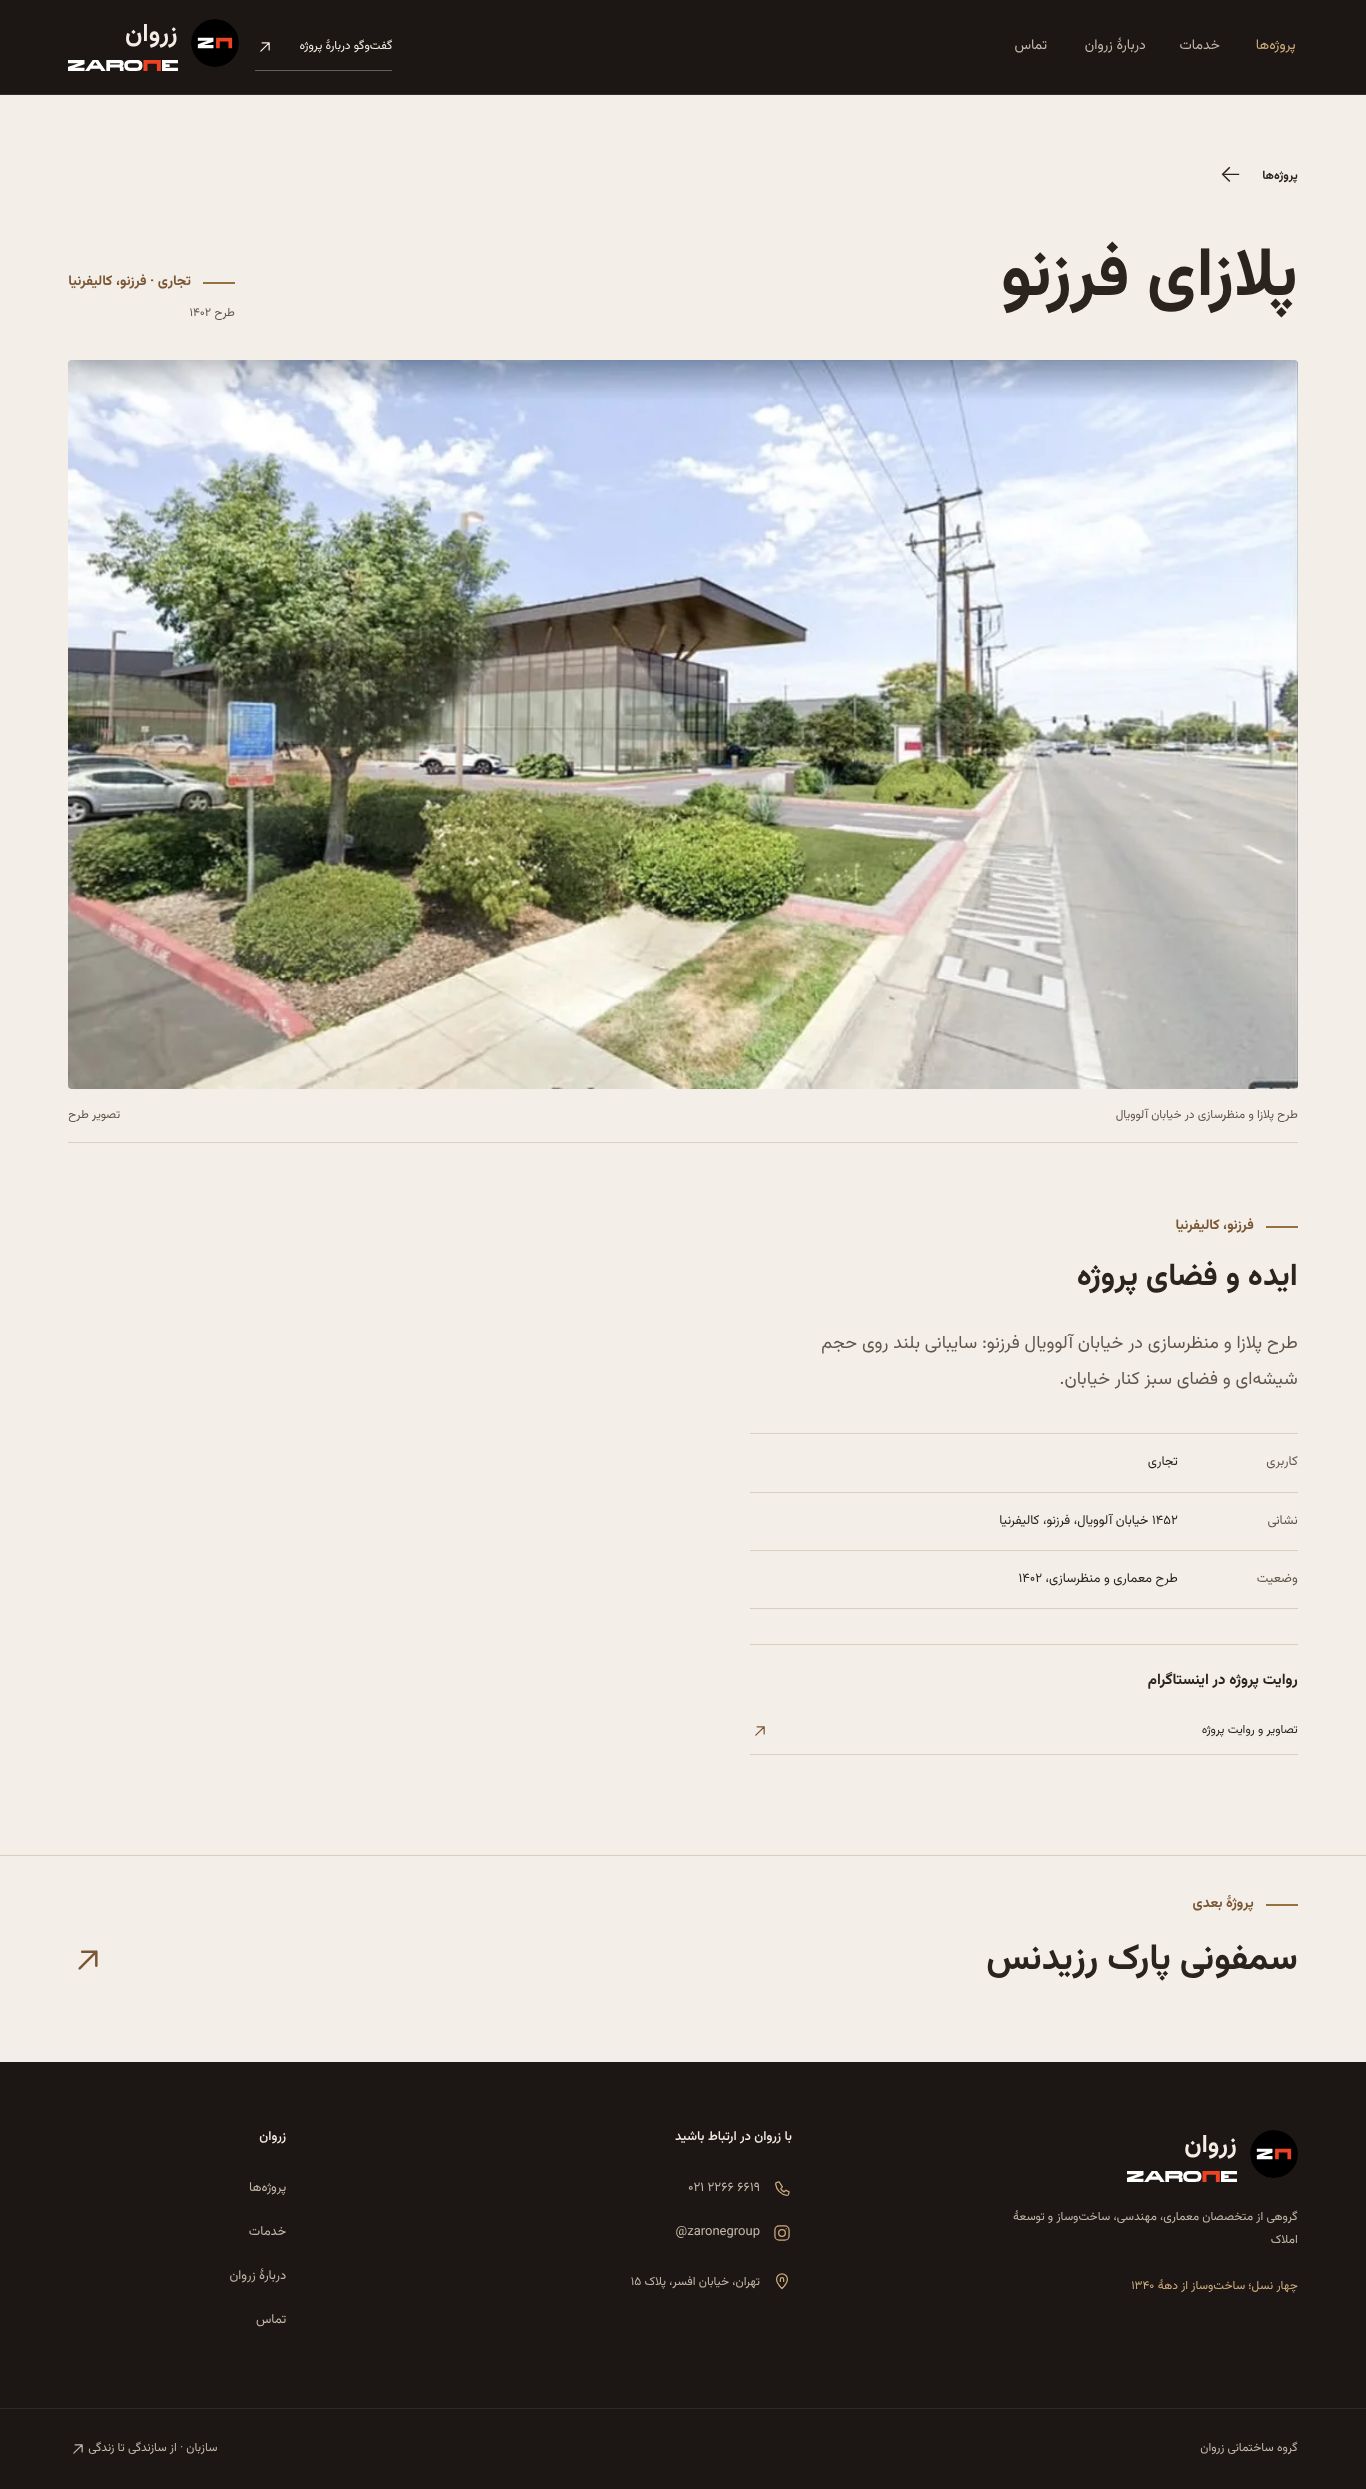 پروژه‌ها
خدمات
دربارهٔ زروان
تماس
گفت‌وگو دربارهٔ پروژه
zn
زروان
ZARONE
پروژه‌ها
پلازای فرزنو
تجاری · فرزنو، کالیفرنیا
طرح ۱۴۰۲
طرح پلازا و منظرسازی در خیابان آلوویال
تصویر طرح
فرزنو، کالیفرنیا
ایده و فضای پروژه
طرح پلازا و منظرسازی در خیابان آلوویال فرزنو: سایبانی بلند روی حجم
شیشه‌ای و فضای سبز کنار خیابان.
کاربری
تجاری
نشانی
۱۴۵۲ خیابان آلوویال، فرزنو، کالیفرنیا
وضعیت
طرح معماری و منظرسازی، ۱۴۰۲
روایت پروژه در اینستاگرام
تصاویر و روایت پروژه
پروژهٔ بعدی
سمفونی پارک رزیدنس
zn
زروان
ZARONE
گروهی از متخصصان معماری، مهندسی، ساخت‌وساز و توسعهٔ
املاک
چهار نسل؛ ساخت‌وساز از دههٔ ۱۳۴۰
با زروان در ارتباط باشید
۰۲۱ ۲۲۶۶ ۶۶۱۹
@zaronegroup
تهران، خیابان افسر، پلاک ۱۵
زروان
پروژه‌ها
خدمات
دربارهٔ زروان
تماس
گروه ساختمانی زروان
سازیان · از سازندگی تا زندگی